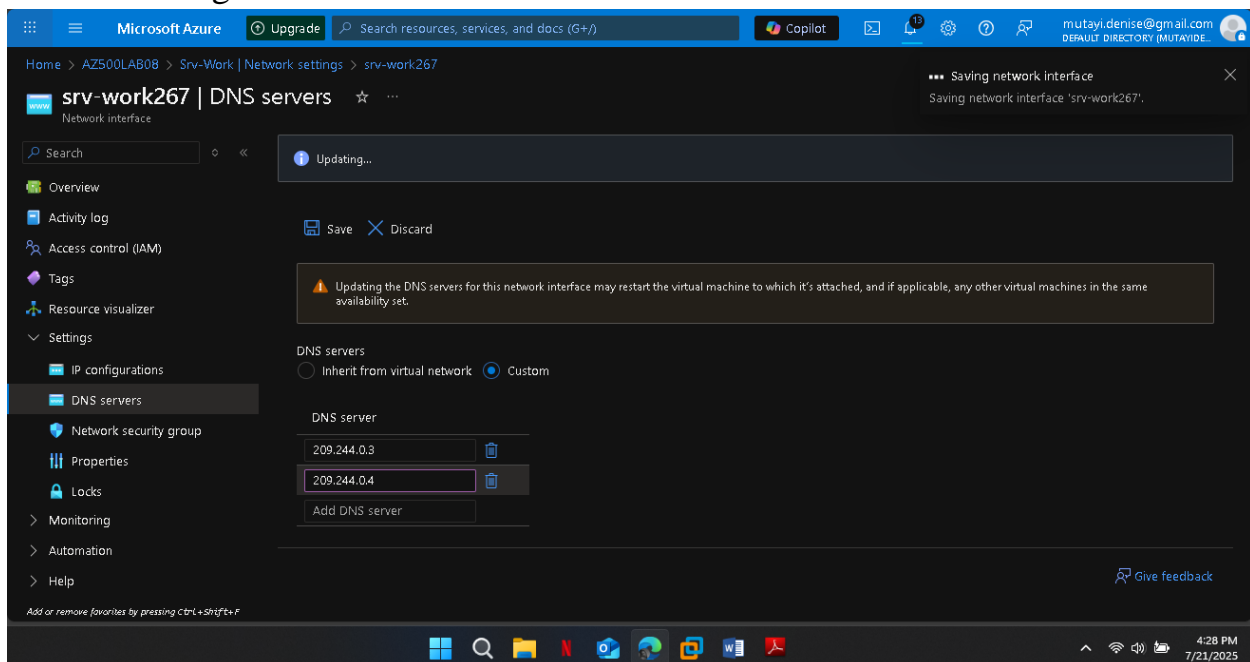 Microsoft Azure
Upgrade
Search resources, services, and docs (G+/)
Copilot
13
mutayi.denise@gmail.com
DEFAULT DIRECTORY (MUTAYIDE...
Home > AZ500LAB08 > Srv-Work | Network settings > srv-work267
srv-work267 | DNS servers
Network interface
Saving network interface
Saving network interface 'srv-work267'.
Search
Updating...
Overview
Activity log
Access control (IAM)
Tags
Resource visualizer
Settings
IP configurations
DNS servers
Network security group
Properties
Locks
Monitoring
Automation
Help
Add or remove favorites by pressing Ctrl+Shift+F
Save
Discard
Updating the DNS servers for this network interface may restart the virtual machine to which it's attached, and if applicable, any other virtual machines in the same
availability set.
DNS servers
Inherit from virtual network
Custom
DNS server
209.244.0.3
209.244.0.4
Add DNS server
Give feedback
4:28 PM
7/21/2025